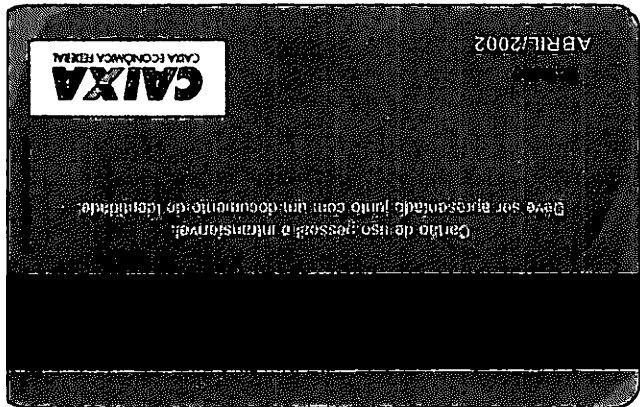 Cartão de uso pessoal e intransferível.
Deve ser apresentado junto com um documento de identidade.
ABRIL/2002
CAIXA
CAIXA ECONÔMICA FEDERAL